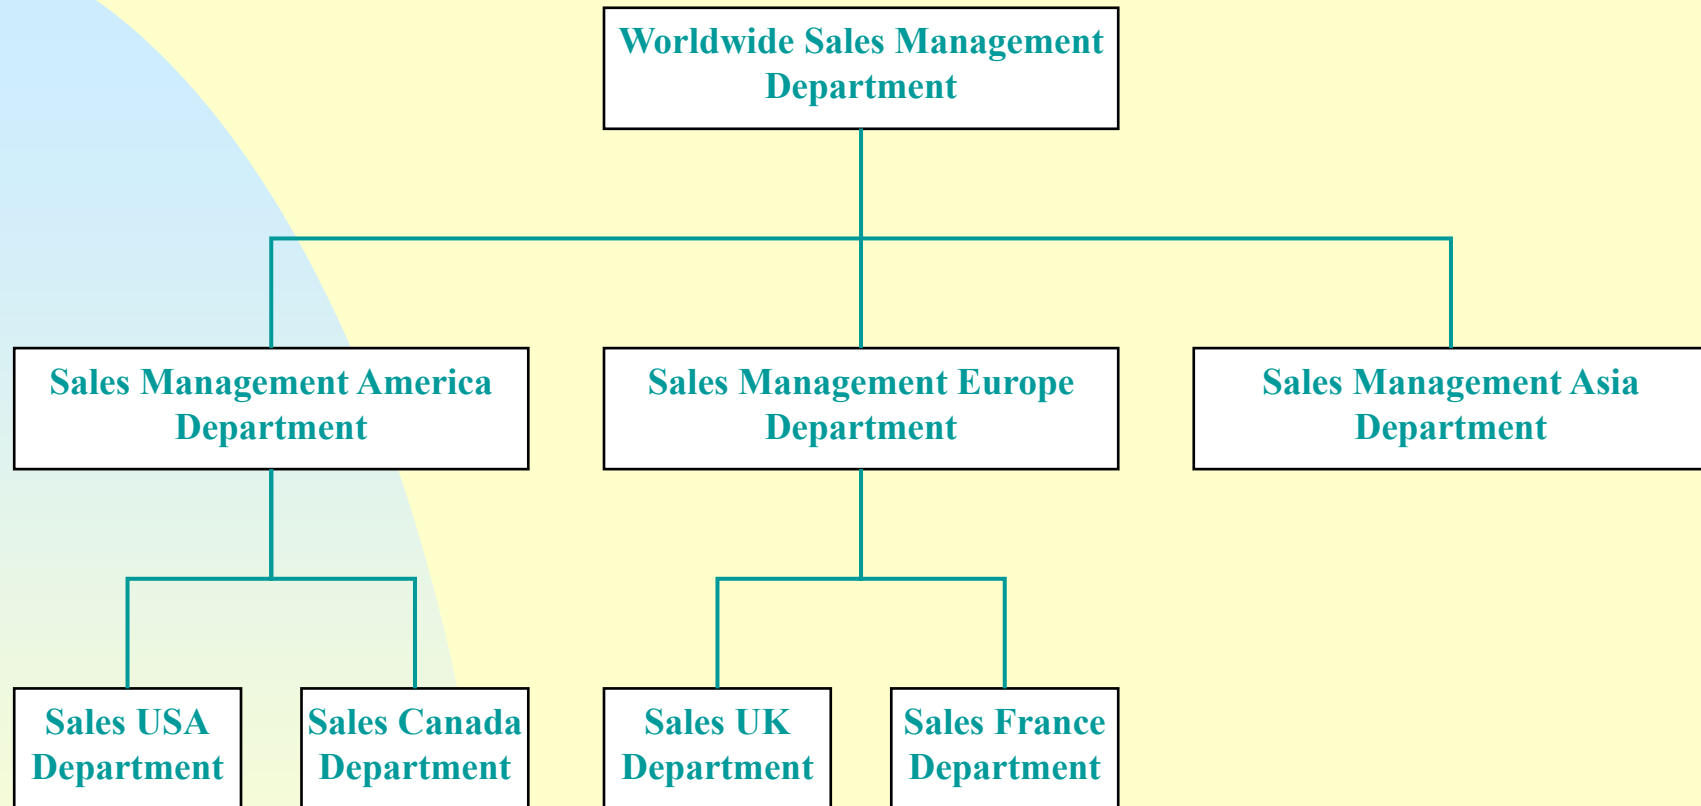 Worldwide Sales Management
Department
Sales Management America
Department
Sales Management Europe
Department
Sales Management Asia
Department
Sales USA
Department
Sales Canada
Department
Sales UK
Department
Sales France
Department